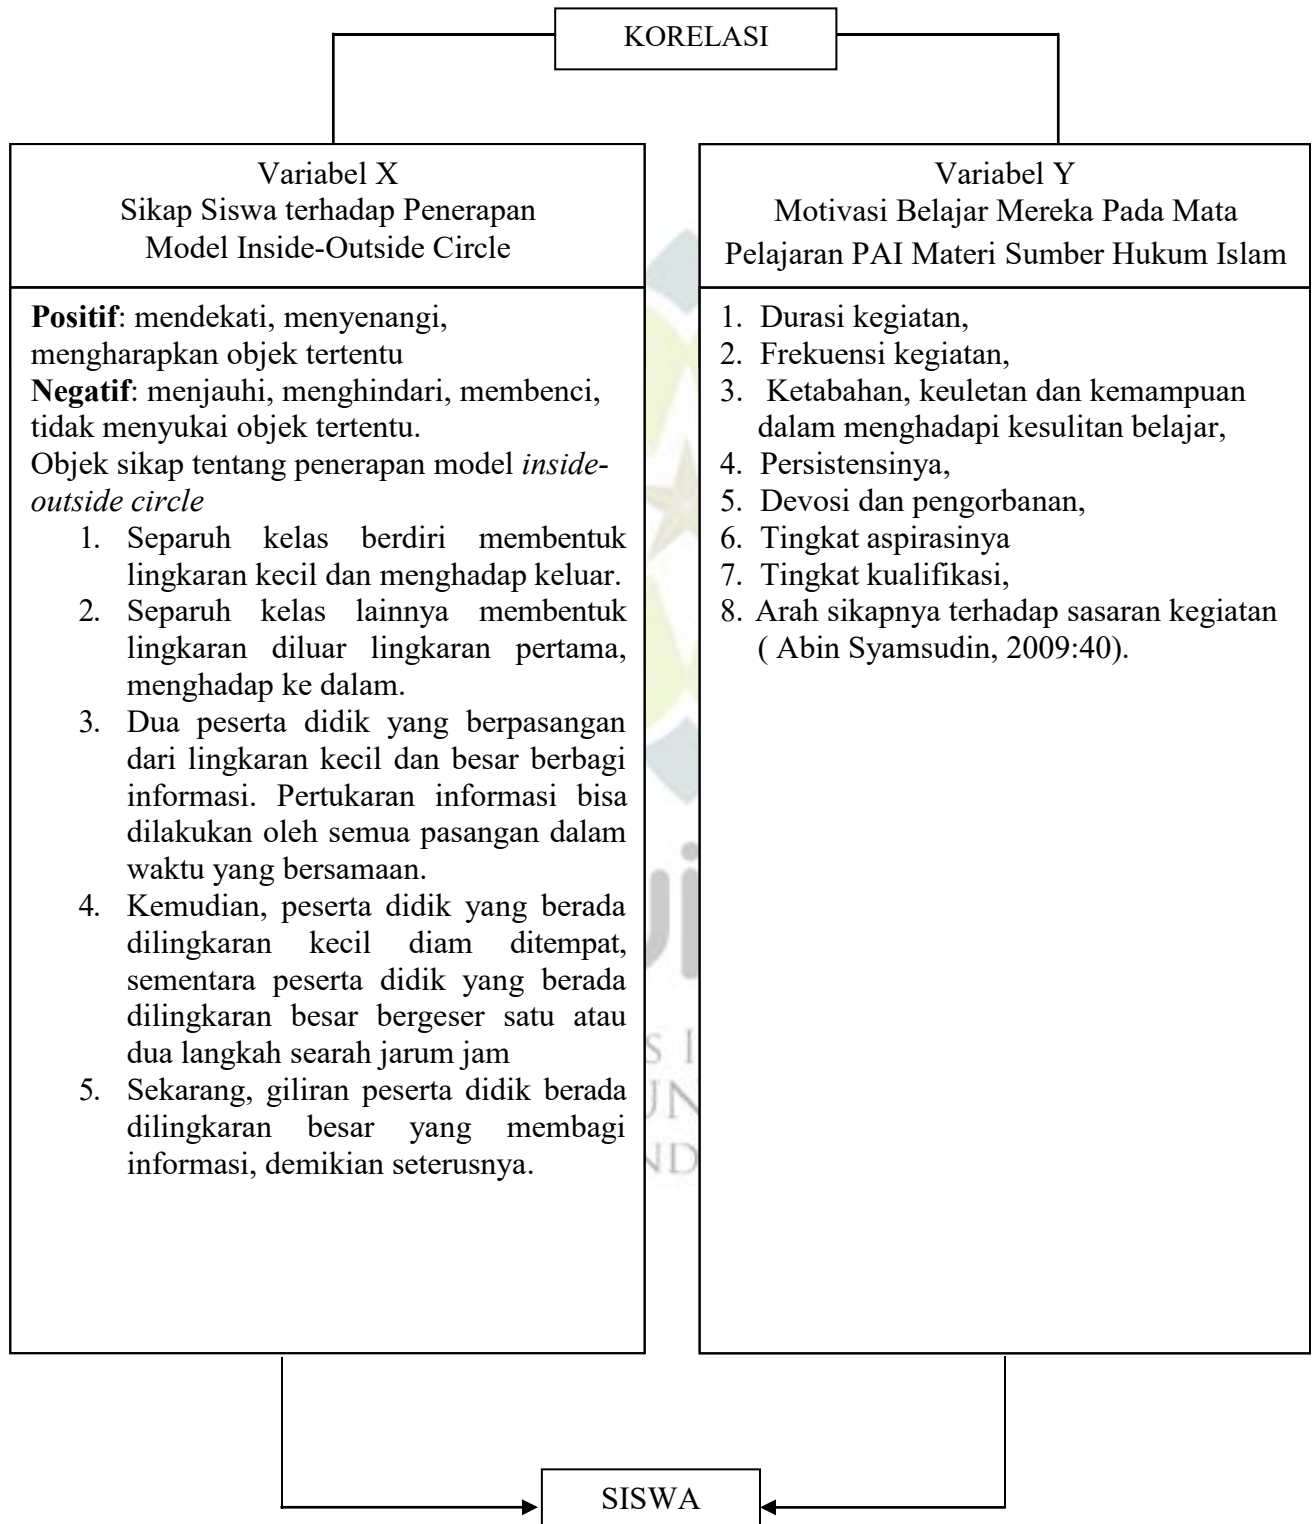 KORELASI
Variabel X
Sikap Siswa terhadap Penerapan
Model Inside-Outside Circle
Positif: mendekati, menyenangi,
mengharapkan objek tertentu
Negatif: menjauhi, menghindari, membenci,
tidak menyukai objek tertentu.
Objek sikap tentang penerapan model inside-
outside circle
1. Separuh kelas berdiri membentuk
lingkaran kecil dan menghadap keluar.
2. Separuh kelas lainnya membentuk
lingkaran diluar lingkaran pertama,
menghadap ke dalam.
3. Dua peserta didik yang berpasangan
dari lingkaran kecil dan besar berbagi
informasi. Pertukaran informasi bisa
dilakukan oleh semua pasangan dalam
waktu yang bersamaan.
4. Kemudian, peserta didik yang berada
dilingkaran kecil diam ditempat,
sementara peserta didik yang berada
dilingkaran besar bergeser satu atau
dua langkah searah jarum jam
5. Sekarang, giliran peserta didik berada
dilingkaran besar yang membagi
informasi, demikian seterusnya.
Variabel Y
Motivasi Belajar Mereka Pada Mata
Pelajaran PAI Materi Sumber Hukum Islam
1. Durasi kegiatan,
2. Frekuensi kegiatan,
3. Ketabahan, keuletan dan kemampuan
dalam menghadapi kesulitan belajar,
4. Persistensinya,
5. Devosi dan pengorbanan,
6. Tingkat aspirasinya
7. Tingkat kualifikasi,
8. Arah sikapnya terhadap sasaran kegiatan
( Abin Syamsudin, 2009:40).
SISWA